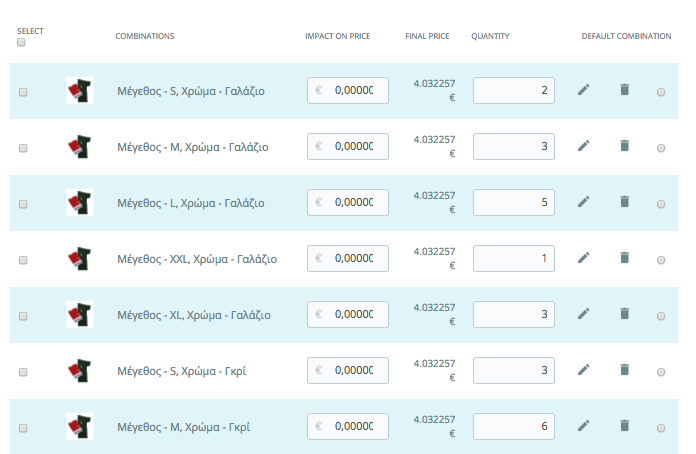 SELECT
COMBINATIONS IMPACT ON PRICE FINAL PRICE QUANTITY DEFAULT COMBINATION
Μέγεθος - S, Χρώμα - Γαλάζιο € 0,00000 4.032257 € 2
Μέγεθος - M, Χρώμα - Γαλάζιο € 0,00000 4.032257 € 3
Μέγεθος - L, Χρώμα - Γαλάζιο € 0,00000 4.032257 € 5
Μέγεθος - XXL, Χρώμα - Γαλάζιο € 0,00000 4.032257 € 1
Μέγεθος - XL, Χρώμα - Γαλάζιο € 0,00000 4.032257 € 3
Μέγεθος - S, Χρώμα - Γκρί € 0,00000 4.032257 € 3
Μέγεθος - M, Χρώμα - Γκρί € 0,00000 4.032257 € 6